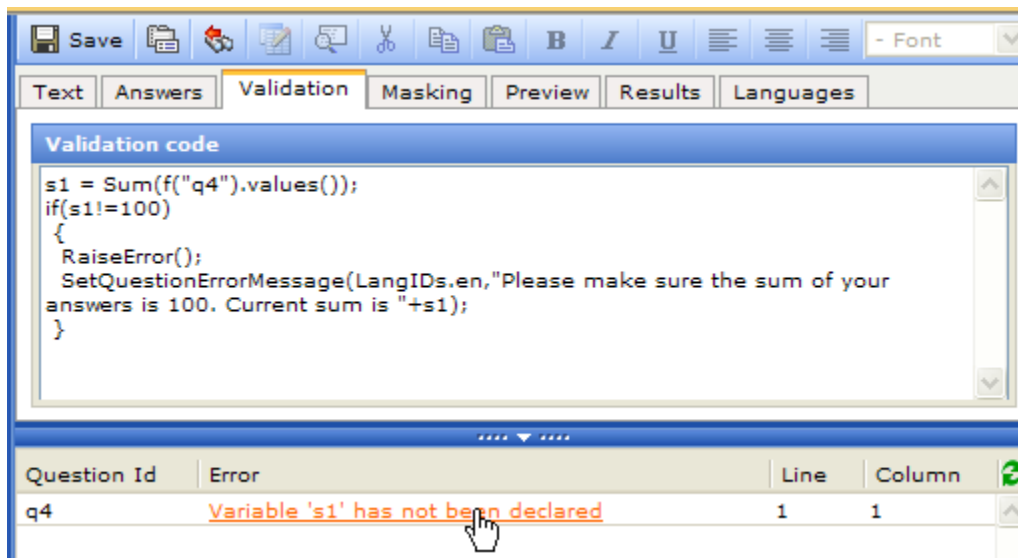 Save B I U - Font
Text Answers Validation Masking Preview Results Languages
Validation code
s1 = Sum(f("q4").values());
if(s1!=100)
{
RaiseError();
SetQuestionErrorMessage(LangIDs.en,"Please make sure the sum of your
answers is 100. Current sum is "+s1);
}
Question Id Error Line Column
q4 Variable 's1' has not been declared 1 1